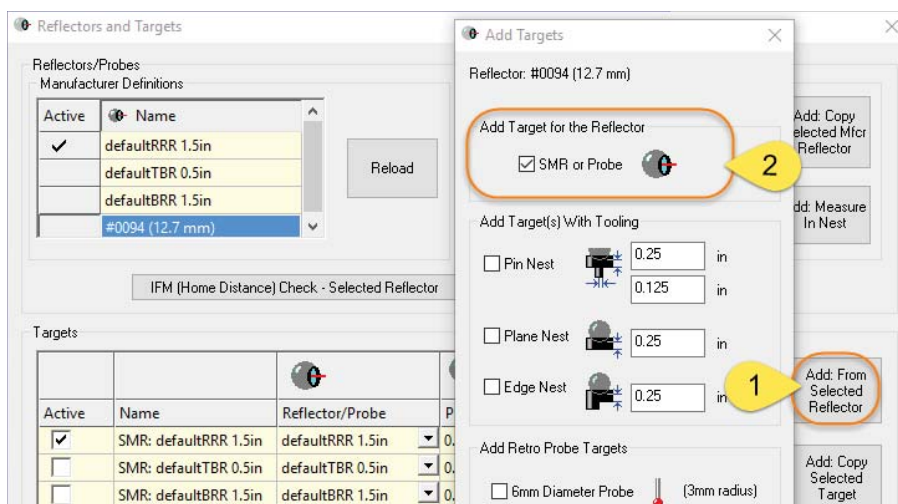 Reflectors and Targets
Reflectors/Probes
Manufacturer Definitions
Active Name
defaultRRR 1.5in
defaultTBR 0.5in
defaultBRR 1.5in
#0094 (12.7 mm)
Reload
IFM (Home Distance) Check - Selected Reflector
Add Targets
Reflector: #0094 (12.7 mm)
Add Target for the Reflector
SMR or Probe
2
Add Target(s) With Tooling
Pin Nest 0.25 in
0.125 in
Plane Nest 0.25 in
Edge Nest 0.25 in
1
Add Retro Probe Targets
6mm Diameter Probe (3mm radius)
Add: Copy
elected Mfcr
Reflector
dd: Measure
In Nest
Add: From
Selected
Reflector
Add: Copy
Selected
Target
Targets
Active Name Reflector/Probe P
SMR: defaultRRR 1.5in defaultRRR 1.5in 0.
SMR: defaultTBR 0.5in defaultTBR 0.5in 0.
SMR: defaultBRR 1.5in defaultBRR 1.5in 0.